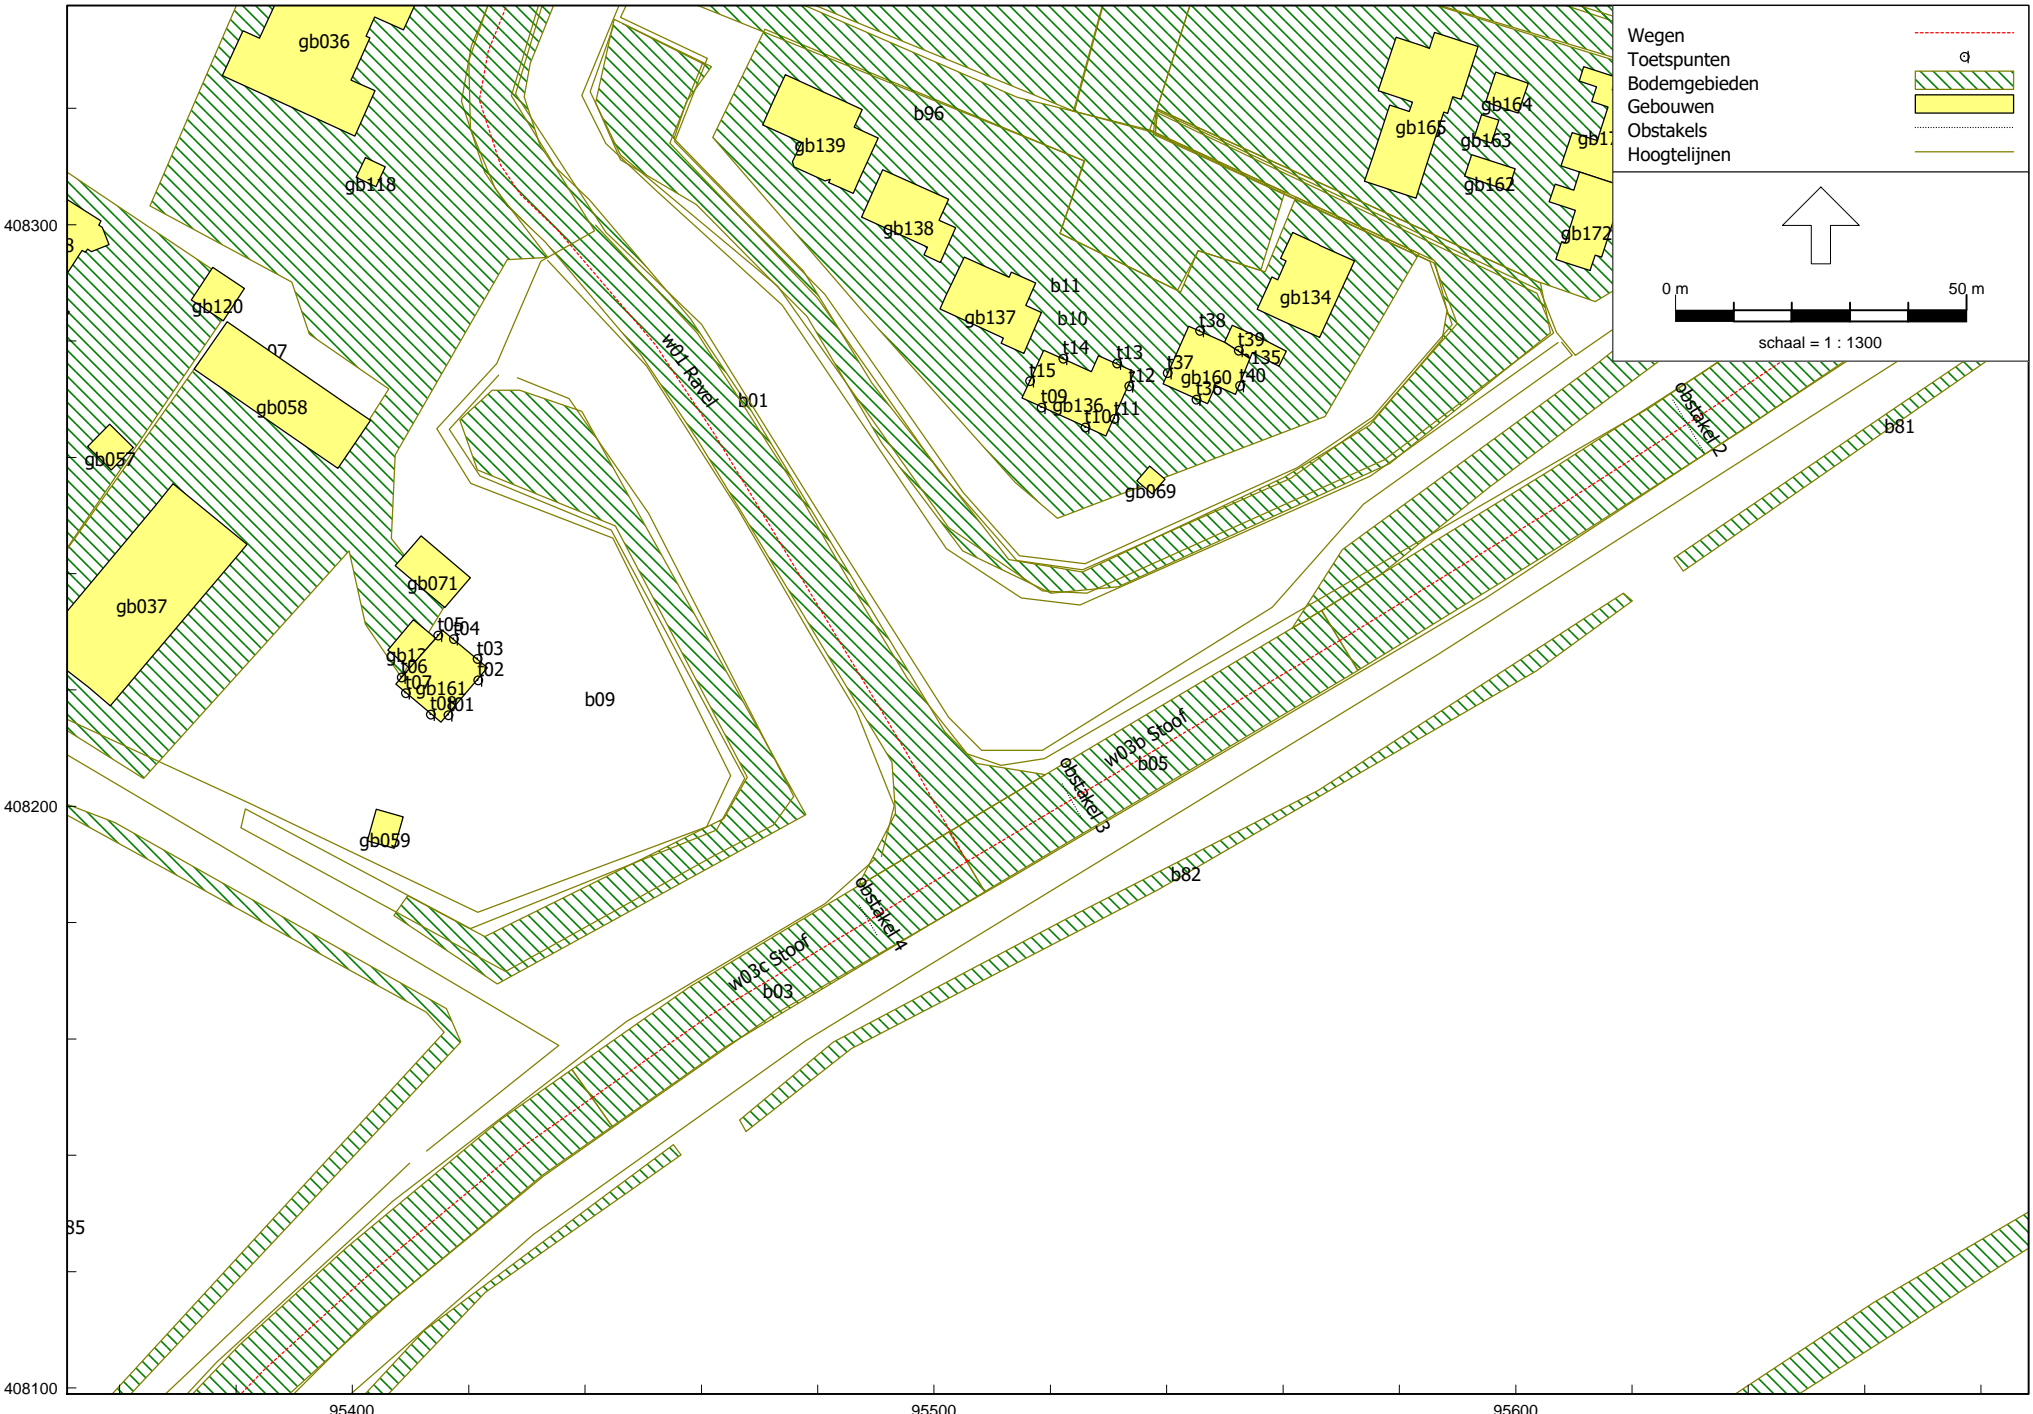 Wegen
Toetspunten
Bodemgebieden
Gebouwen
Obstakels
Hoogtelijnen
0 m
50 m
schaal = 1 : 1300
gb036
gb118
gb120
07
gb058
gb057
gb037
gb071
t05
t04
t03
t02
t06
t07
gb161
t08
t01
gb059
b09
w01 Ravel
b01
b96
gb139
gb138
b11
b10
gb137
gb134
t38
t39
t37
gb160
t36
t40
t14
t13
t15
t12
t09
gb136
t11
t10
gb069
gb165
gb164
gb163
gb162
gb172
obstakel 2
b81
w03b Stoof
b05
obstakel 3
b82
obstakel 4
w03c Stoof
b03
408300
408200
408100
95400
95500
95600